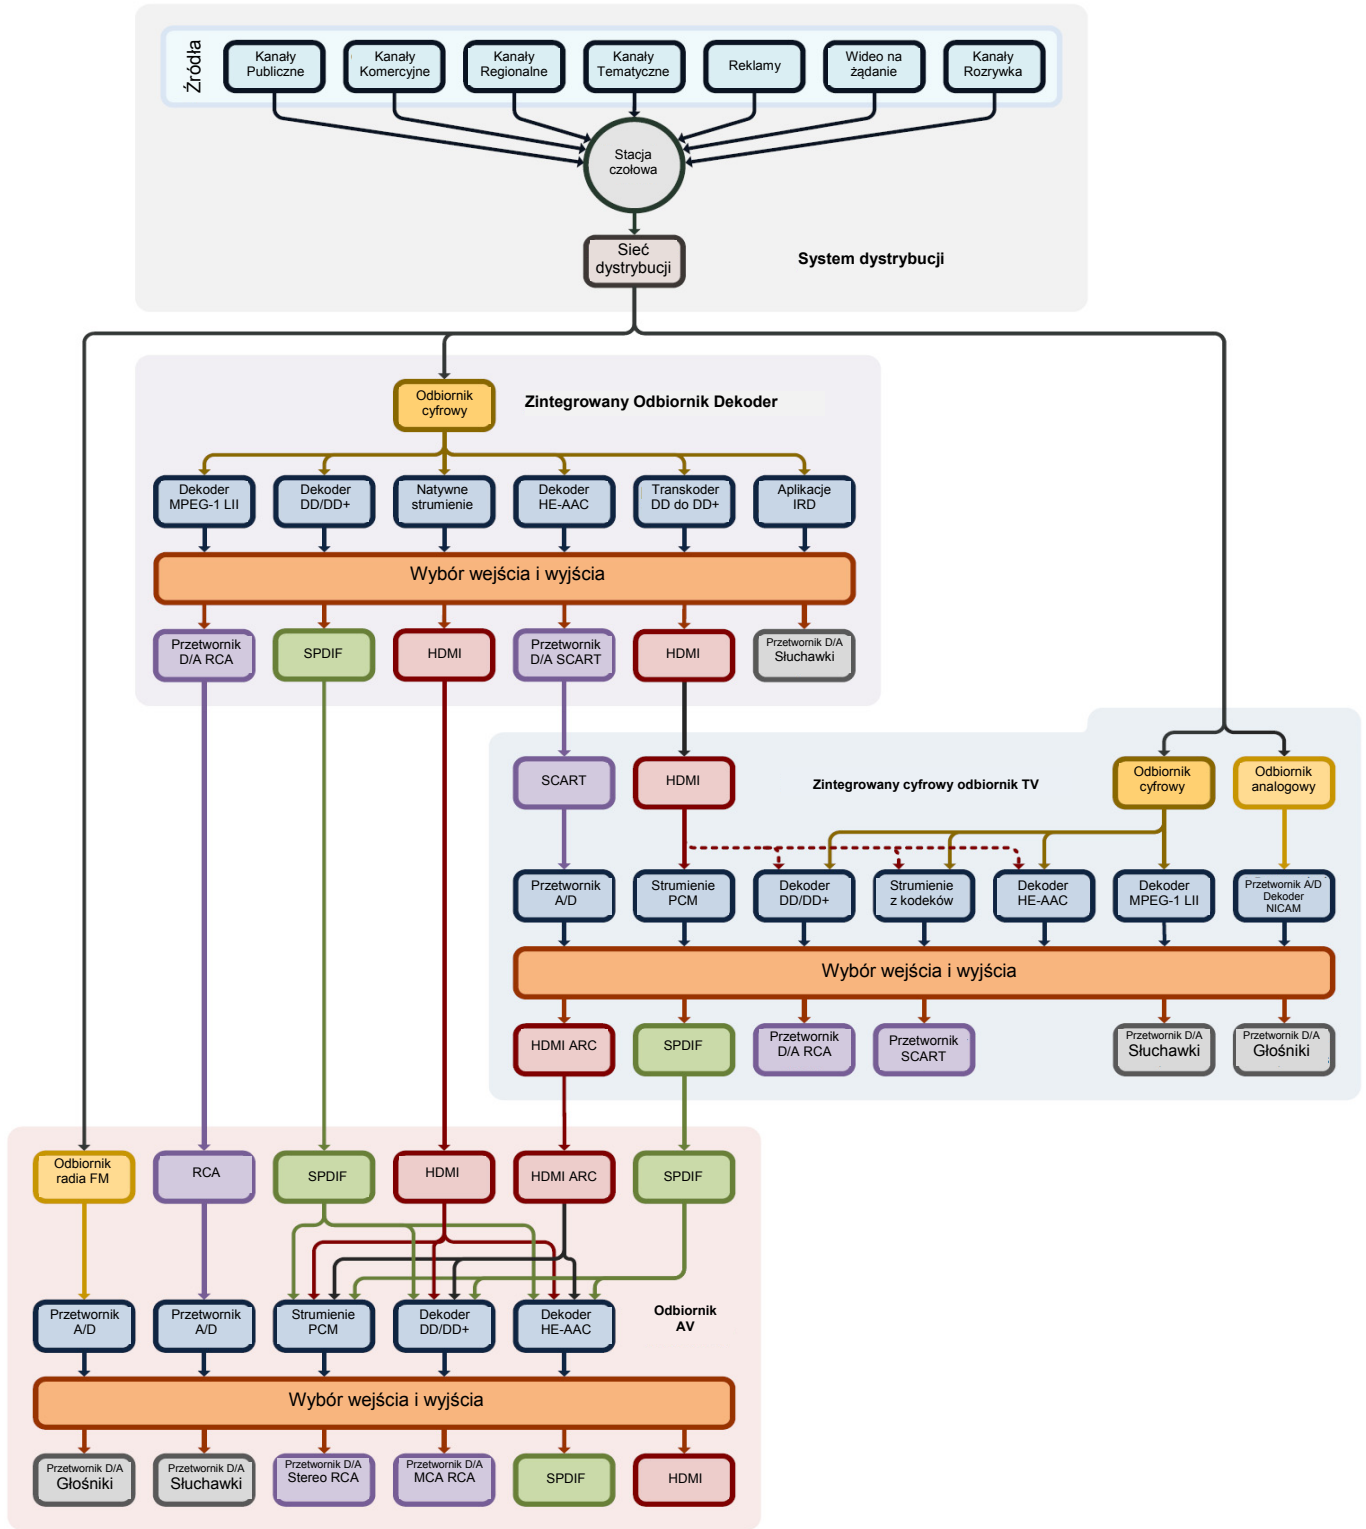 Źródła
Kanały
Publiczne
Kanały
Komercyjne
Kanały
Regionalne
Kanały
Tematyczne
Reklamy
Wideo na
żądanie
Kanały
Rozrywka
Stacja
czołowa
Sieć
dystrybucji
System dystrybucji
Odbiornik
cyfrowy
Zintegrowany Odbiornik Dekoder
Dekoder
MPEG-1 LII
Dekoder
DD/DD+
Natywne
strumienie
Dekoder
HE-AAC
Transkoder
DD do DD+
Aplikacje
IRD
Wybór wejścia i wyjścia
Przetwornik
D/A RCA
SPDIF
HDMI
Przetwornik
D/A SCART
HDMI
Przetwornik D/A
Słuchawki
SCART
HDMI
Zintegrowany cyfrowy odbiornik TV
Odbiornik
cyfrowy
Odbiornik
analogowy
Przetwornik
A/D
Strumienie
PCM
Dekoder
DD/DD+
Strumienie
z kodeków
Dekoder
HE-AAC
Dekoder
MPEG-1 LII
Przetwornik A/D
Dekoder
NICAM
Wybór wejścia i wyjścia
HDMI ARC
SPDIF
Przetwornik
D/A RCA
Przetwornik
SCART
Przetwornik D/A
Słuchawki
Przetwornik D/A
Głośniki
Odbiornik
radia FM
RCA
SPDIF
HDMI
HDMI ARC
SPDIF
Przetwornik
A/D
Przetwornik
A/D
Strumienie
PCM
Dekoder
DD/DD+
Dekoder
HE-AAC
Odbiornik
AV
Wybór wejścia i wyjścia
Przetwornik D/A
Głośniki
Przetwornik D/A
Słuchawki
Przetwornik D/A
Stereo RCA
Przetwornik D/A
MCA RCA
SPDIF
HDMI